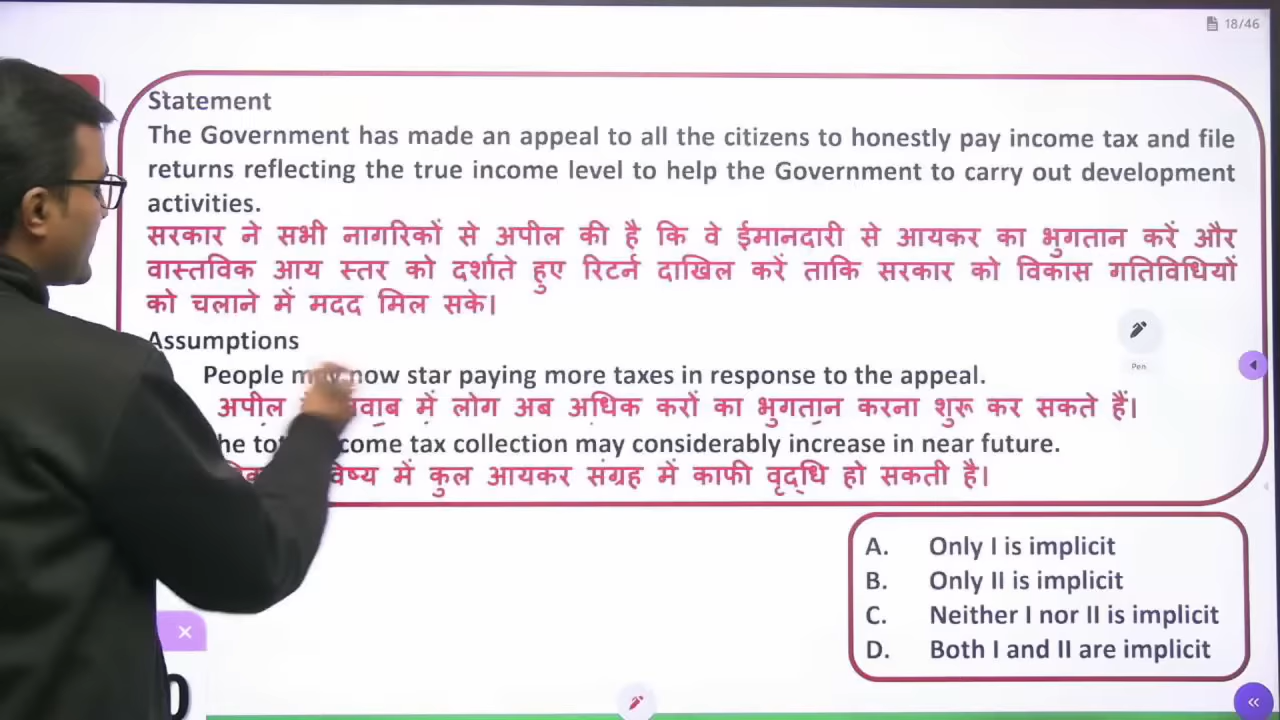 18/46
Statement
The Government has made an appeal to all the citizens to honestly pay income tax and file
returns reflecting the true income level to help the Government to carry out development
activities.
सरकार ने सभी नागरिकों से अपील की है कि वे ईमानदारी से आयकर का भुगतान करें और
वास्तविक आय स्तर को दर्शाते हुए रिटर्न दाखिल करें ताकि सरकार को विकास गतिविधियों
को चलाने में मदद मिल सके।
Assumptions
People now star paying more taxes in response to the appeal.
अपील में लोग अब अधिक करों का भुगतान करना शुरू कर सकते हैं।
tax collection may considerably increase in near future.
में कुल आयकर संग्रह में काफी वृद्धि हो सकती है।
Pen
A. Only I is implicit
B. Only II is implicit
C. Neither I nor II is implicit
D. Both I and II are implicit